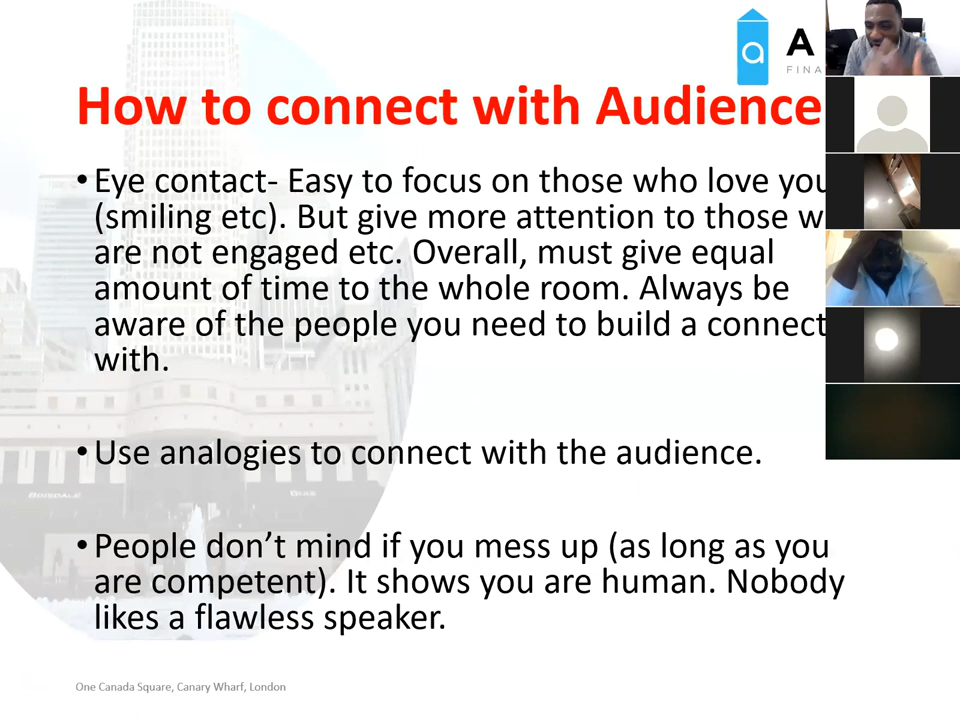 A
FINA
How to connect with Audience
• Eye contact- Easy to focus on those who love you
(smiling etc). But give more attention to those w
are not engaged etc. Overall, must give equal
amount of time to the whole room. Always be
aware of the people you need to build a connect
with.
• Use analogies to connect with the audience.
• People don’t mind if you mess up (as long as you
are competent). It shows you are human. Nobody
likes a flawless speaker.
One Canada Square, Canary Wharf, London